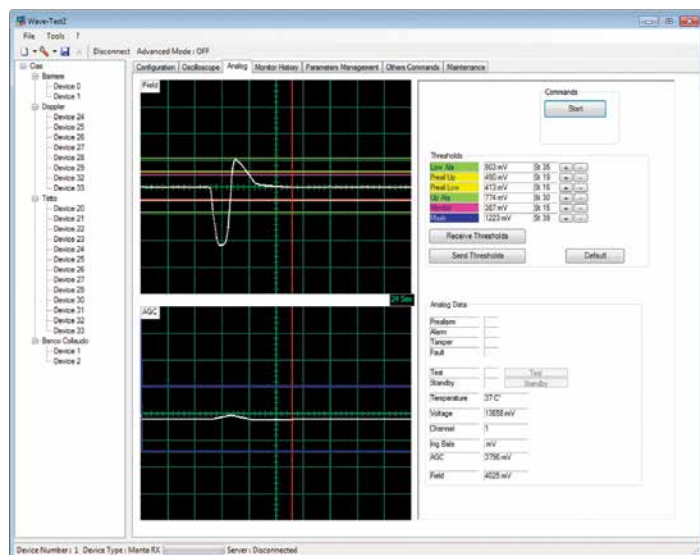 Wave-Test2
File Tools ?
Disconnect Advanced Mode : OFF
Cias
Barriere
Device 0
Device 1
Doppler
Device 24
Device 25
Device 26
Device 27
Device 28
Device 29
Device 32
Device 33
Tetto
Device 20
Device 21
Device 22
Device 23
Device 24
Device 25
Device 26
Device 27
Device 28
Device 30
Device 31
Device 32
Device 33
Banco Collaudo
Device 1
Device 2
Configuration Oscilloscope Analog Monitor History Parameters Management Others Commands Maintenance
Field
24 Sec
AGC
Commands
Start
Thresholds
Low Ala 903 mV St 35 + -
Preal Up 490 mV St 19 + -
Preal Low 413 mV St 16 + -
Up Ala 774 mV St 30 + -
Monitor 387 mV St 15 + -
Mask 1223 mV St 39 + -
Receive Thresholds
Send Thresholds Default
Analog Data
Prealarm
Alarm
Tamper
Fault
Test Test
Standby Standby
Temperature 37 C°
Voltage 13658 mV
Channel 1
Ing Bala mV
AGC 3756 mV
Field 4025 mV
Device Number : 1 Device Type : Manta RX Server : Disconnected